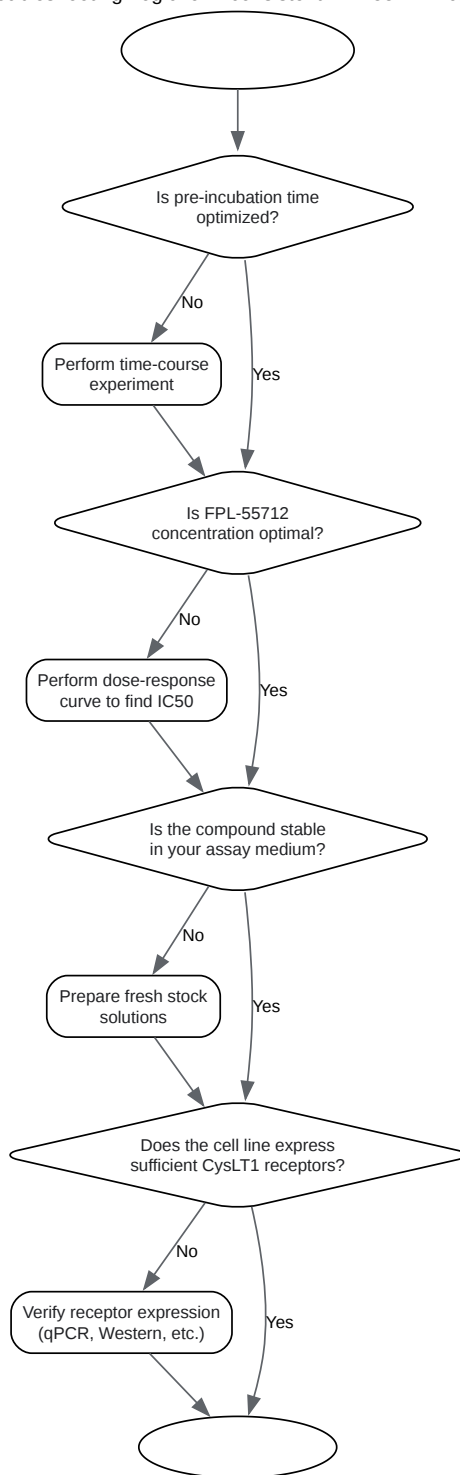 Is pre-incubation time
optimized?
No
Yes
Perform time-course
experiment
Is FPL-55712
concentration optimal?
No
Yes
Perform dose-response
curve to find IC50
Is the compound stable
in your assay medium?
No
Yes
Prepare fresh stock
solutions
Does the cell line express
sufficient CysLT1 receptors?
No
Yes
Verify receptor expression
(qPCR, Western, etc.)